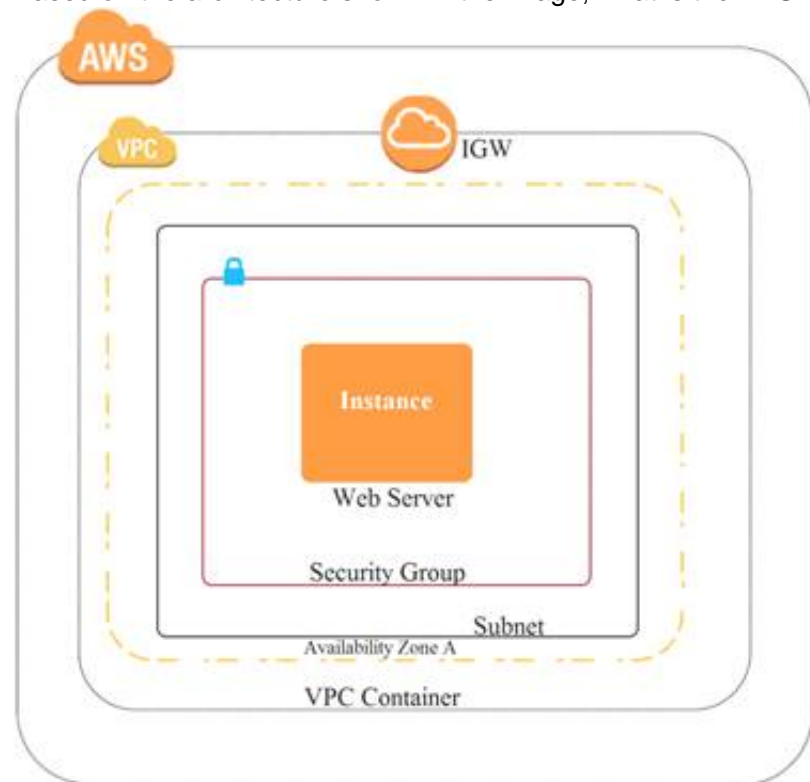 AWS
VPC
IGW
Instance
Web Server
Security Group
Subnet
Availability Zone A
VPC Container